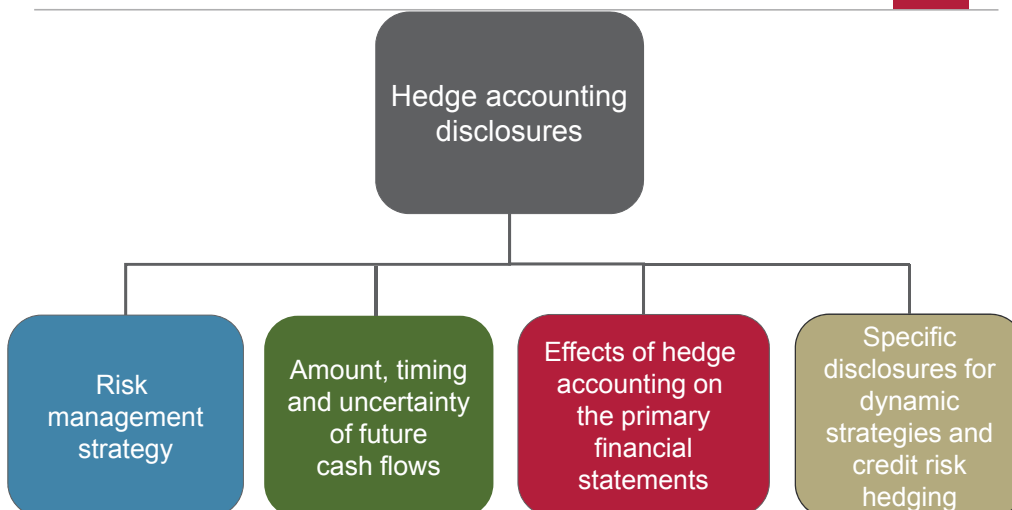 Hedge accounting
disclosures
Risk
management
strategy
Amount, timing
and uncertainty
of future
cash flows
Effects of hedge
accounting on
the primary
financial
statements
Specific
disclosures for
dynamic
strategies and
credit risk
hedging